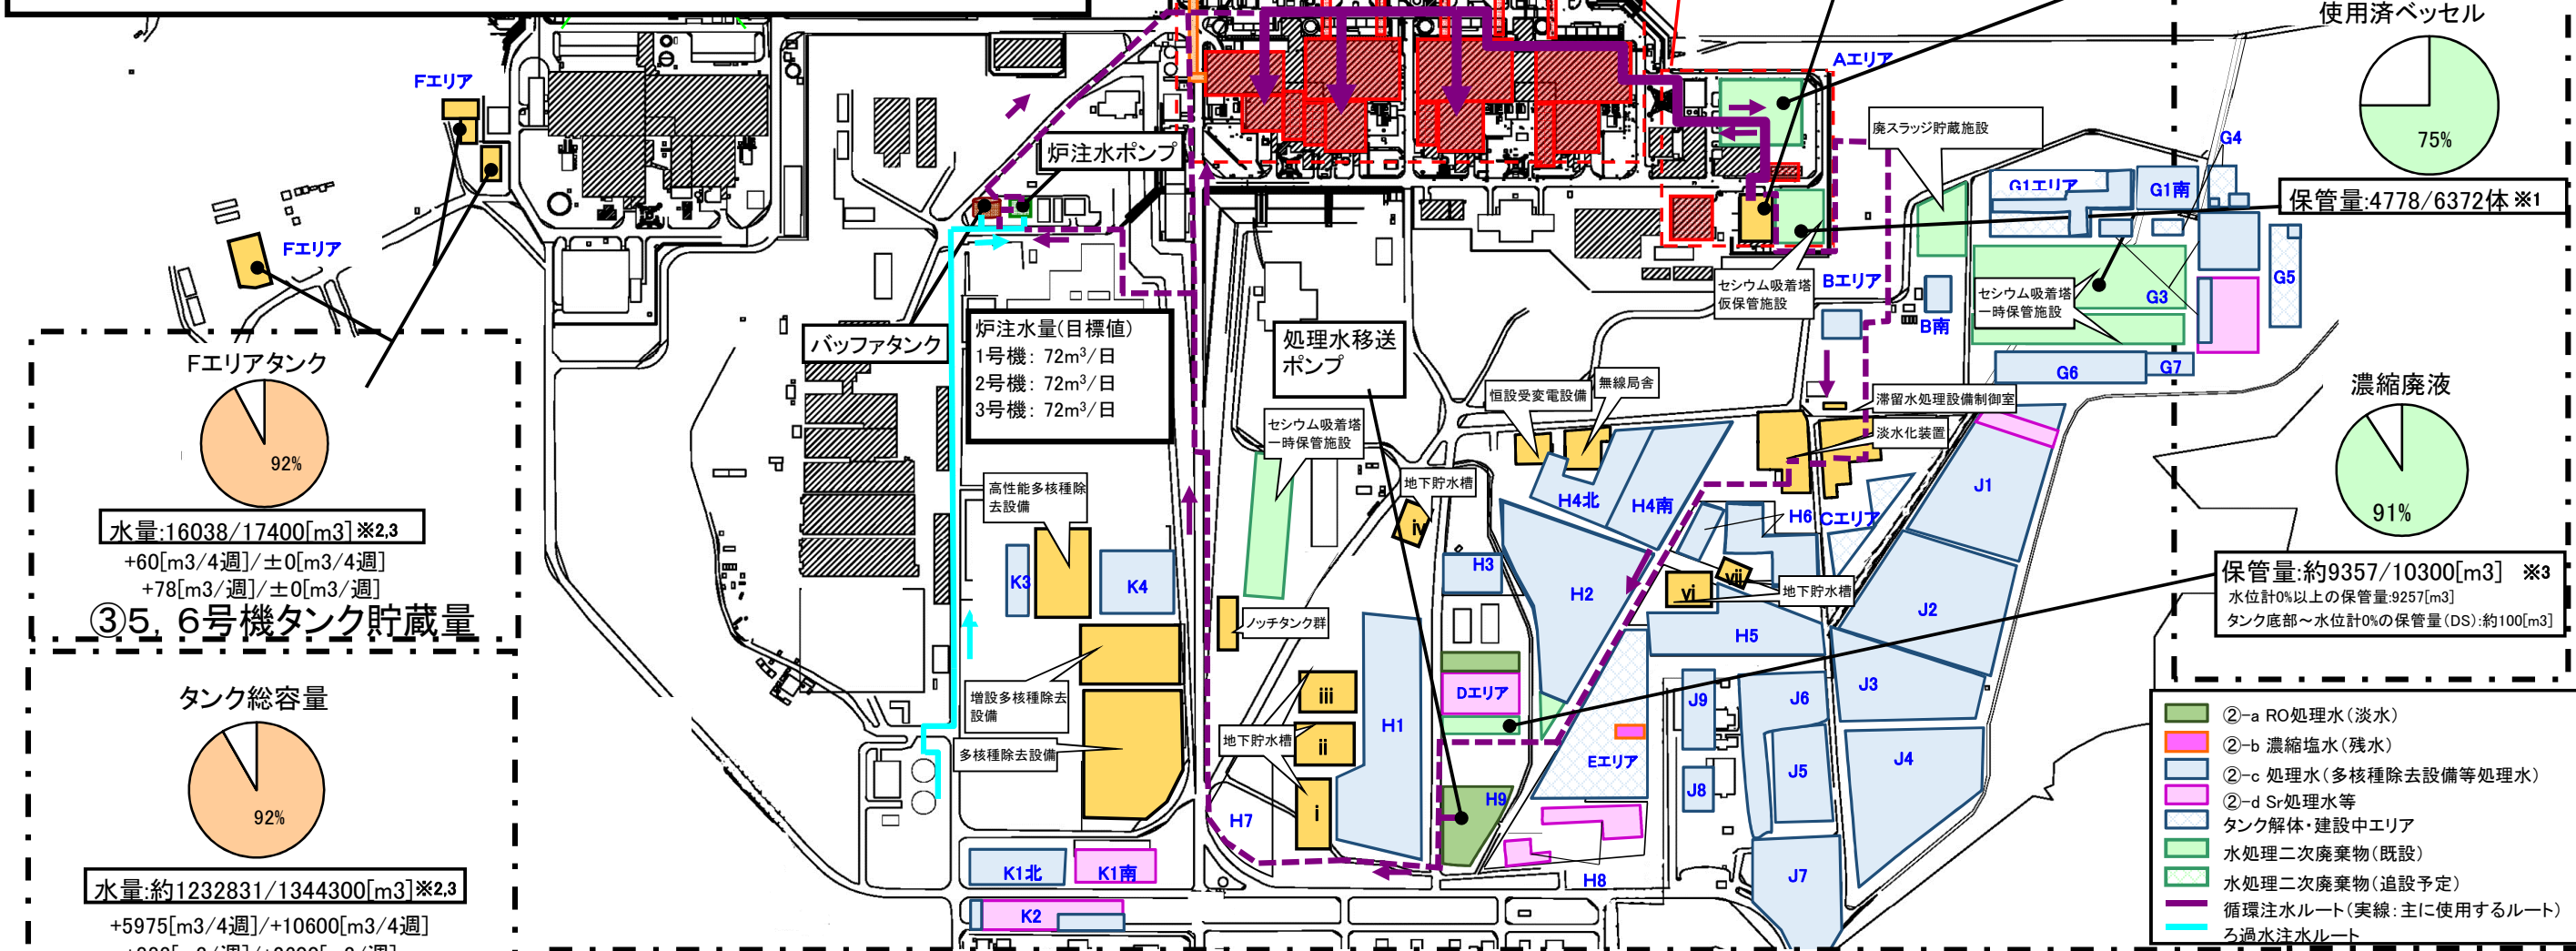 使用済ベッセル
75%
保管量:4778/6372体 ※1
濃縮廃液
91%
保管量:約9357/10300[m3] ※3
水位計0%以上の保管量:9257[m3]
タンク底部～水位計0%の保管量(DS):約100[m3]
Fエリア
Fエリア
Fエリアタンク
92%
水量:16038/17400[m3]※2,3
+60[m3/4週]/±0[m3/4週]
+78[m3/週]/±0[m3/週]
③5, 6号機タンク貯蔵量
タンク総容量
92%
水量:約1232831/1344300[m3]※2,3
+5975[m3/4週]/+10600[m3/4週]
炉注水ポンプ
バッファタンク
炉注水量(目標値)
1号機: 72m³/日
2号機: 72m³/日
3号機: 72m³/日
処理水移送
ポンプ
セシウム吸着塔
一時保管施設
高性能多核種除
去設備
K3
K4
増設多核種除去
設備
多核種除去設備
K1北
K1南
K2
ノッチタンク群
地下貯水槽
iii
ii
i
H7
H1
地下貯水槽
iv
H3
Dエリア
H9
恒設受変電設備
無線局舎
H4北
H4南
H2
H6
Cエリア
vi
vii
地下貯水槽
H5
Eエリア
H8
J9
J8
J6
J5
J7
J1
J2
J3
J4
Aエリア
Bエリア
B南
セシウム吸着塔
仮保管施設
廃スラッジ貯蔵施設
G1エリア
G1南
G4
G3
G5
G6
G7
セシウム吸着塔
一時保管施設
滞留水処理設備制御室
淡水化装置
②-a RO処理水(淡水)
②-b 濃縮塩水(残水)
②-c 処理水(多核種除去設備等処理水)
②-d Sr処理水等
タンク解体・建設中エリア
水処理二次廃棄物(既設)
水処理二次廃棄物(追設予定)
循環注水ルート(実線:主に使用するルート)
ろ過水注水ルート